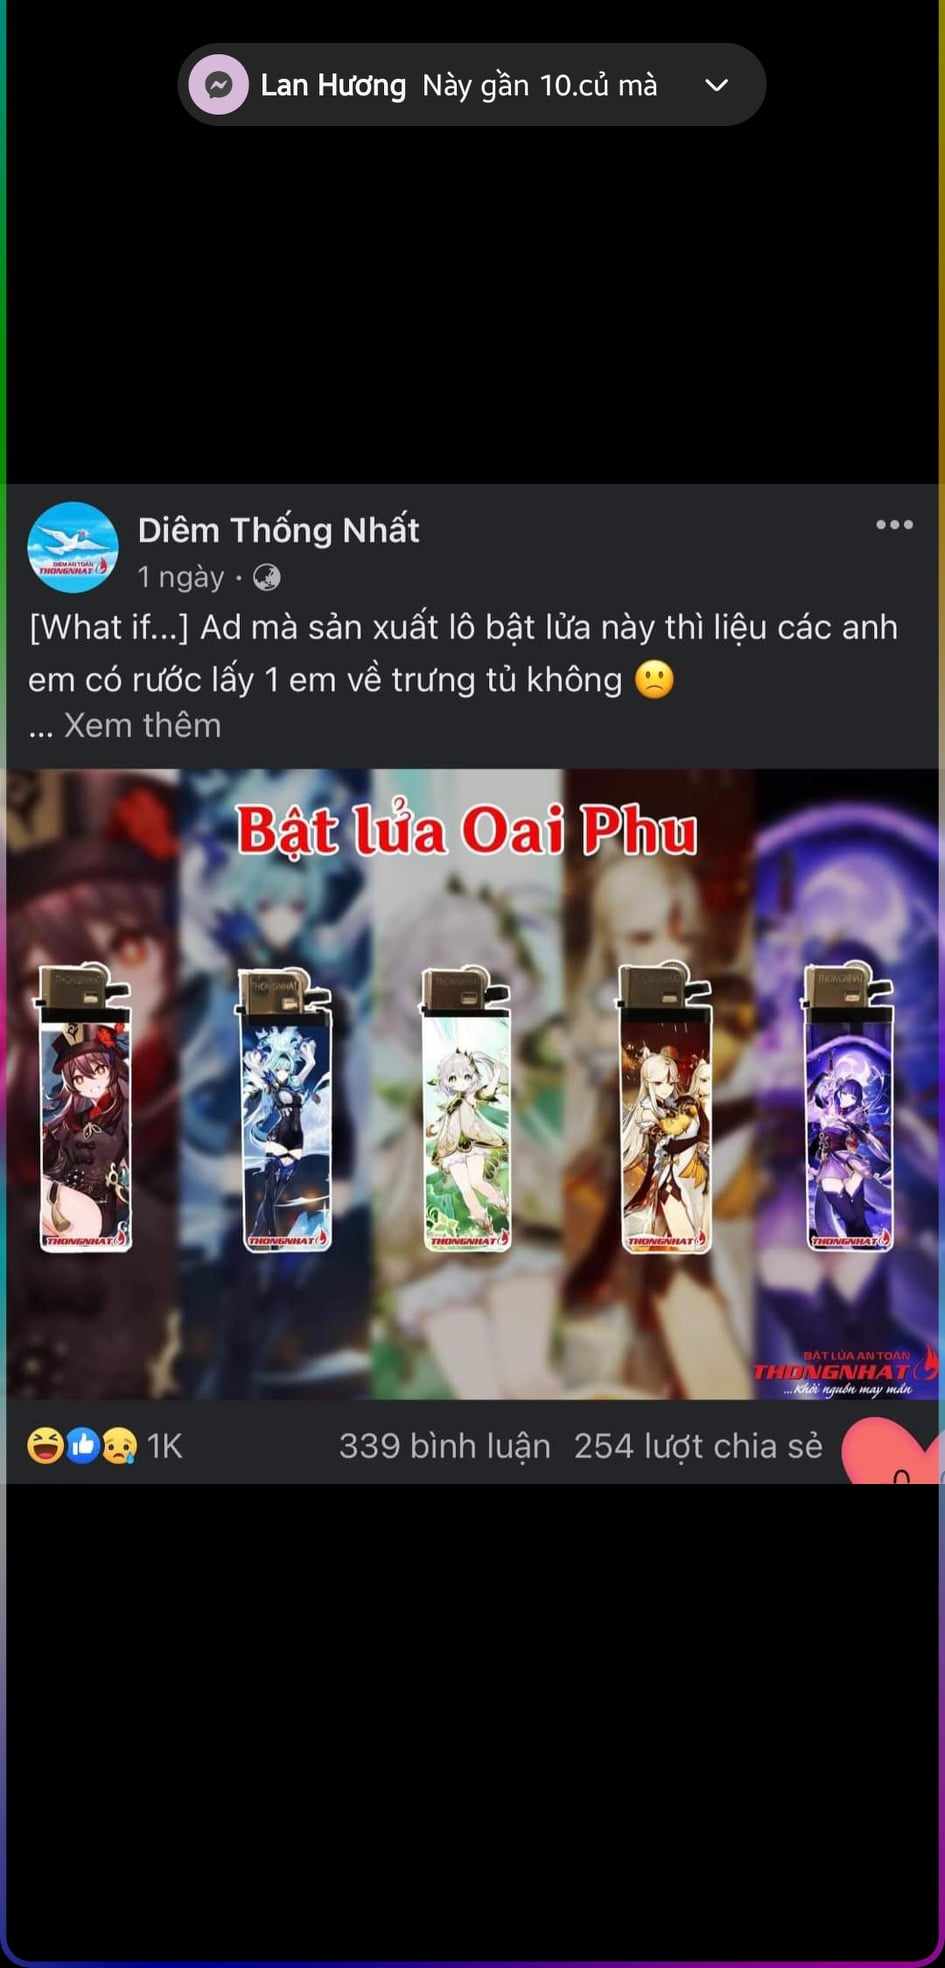 Lan Hương Này gần 10.củ mà
Diêm Thống Nhất
1 ngày ·
[What if...] Ad mà sản xuất lô bật lửa này thì liệu các anh
em có rước lấy 1 em về trưng tủ không 🙁
... Xem thêm
Bật lửa Oai Phu
THONGNHAT
THONGNHAT THONGNHAT THONGNHAT THONGNHAT THONGNHAT
BẬT LỬA AN TOÀN
THONGNHAT
...Khởi nguồn may mắn
1K 339 bình luận 254 lượt chia sẻ